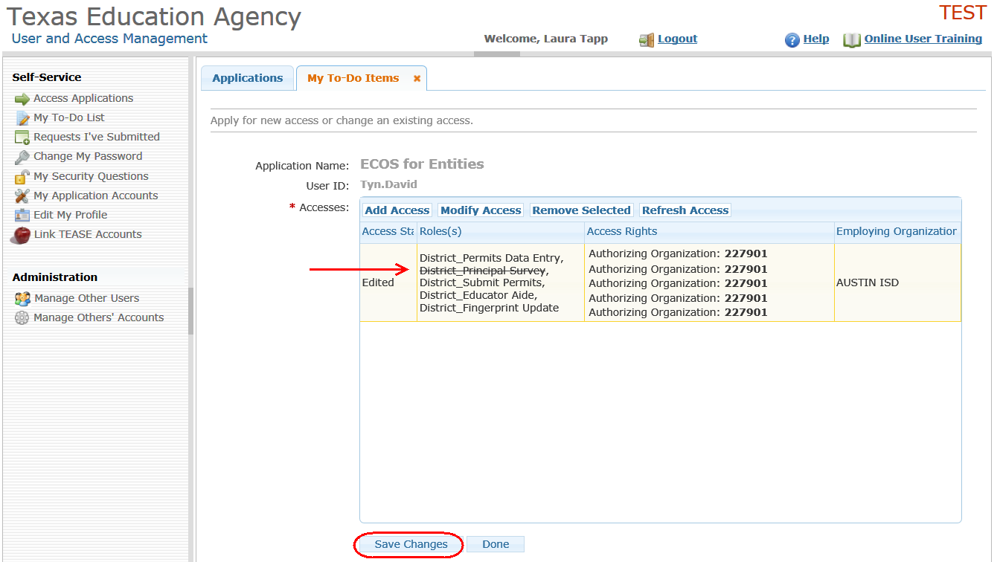 Texas Education Agency
TEST
User and Access Management
Welcome, Laura Tapp
Logout
Help
Online User Training
Self-Service
Access Applications
My To-Do List
Requests I've Submitted
Change My Password
My Security Questions
My Application Accounts
Edit My Profile
Link TEASE Accounts
Administration
Manage Other Users
Manage Others' Accounts
Applications
My To-Do Items
Apply for new access or change an existing access.
Application Name: ECOS for Entities
User ID: Tyn.David
* Accesses:
Add Access Modify Access Remove Selected Refresh Access
Access Sta Roles(s) Access Rights Employing Organization
Edited
District_Permits Data Entry,
District_Principal Survey,
District_Submit Permits,
District_Educator Aide,
District_Fingerprint Update
Authorizing Organization: 227901
Authorizing Organization: 227901
Authorizing Organization: 227901
Authorizing Organization: 227901
Authorizing Organization: 227901
AUSTIN ISD
Save Changes Done